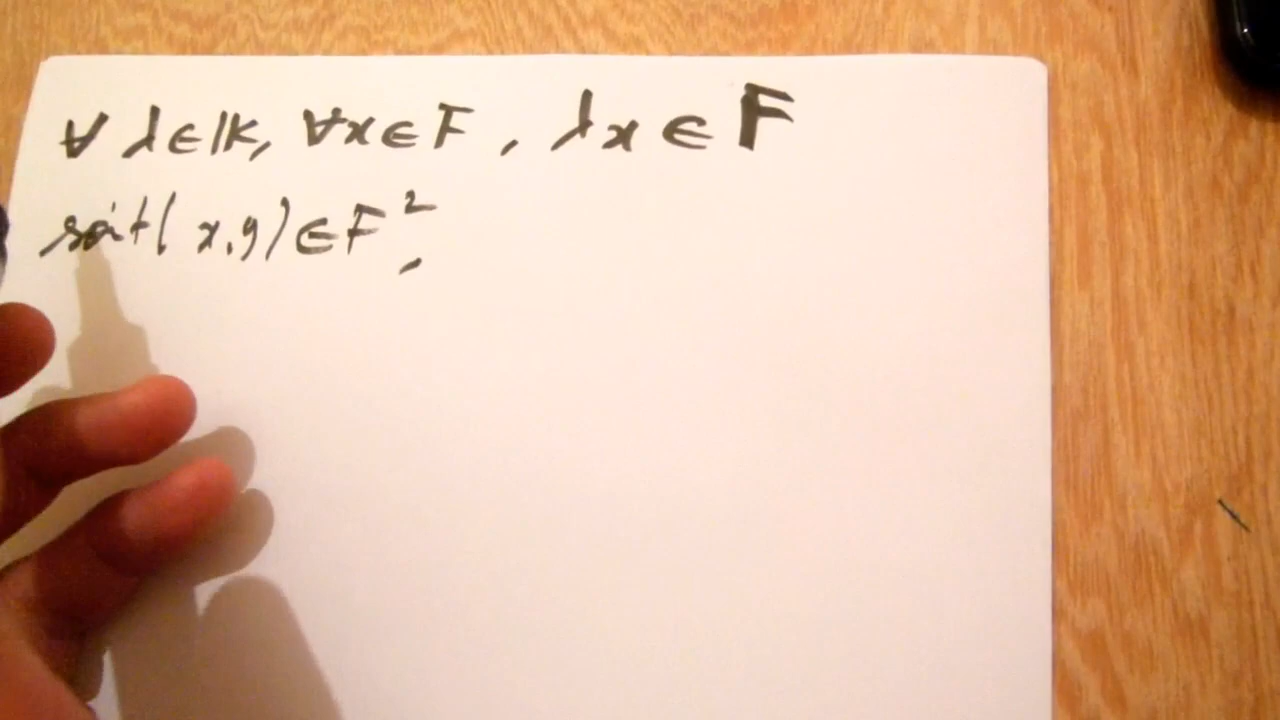 ∀ λ ∈ 𝕂, ∀x ∈ F, λx ∈ F
soit (x,y) ∈ F²,